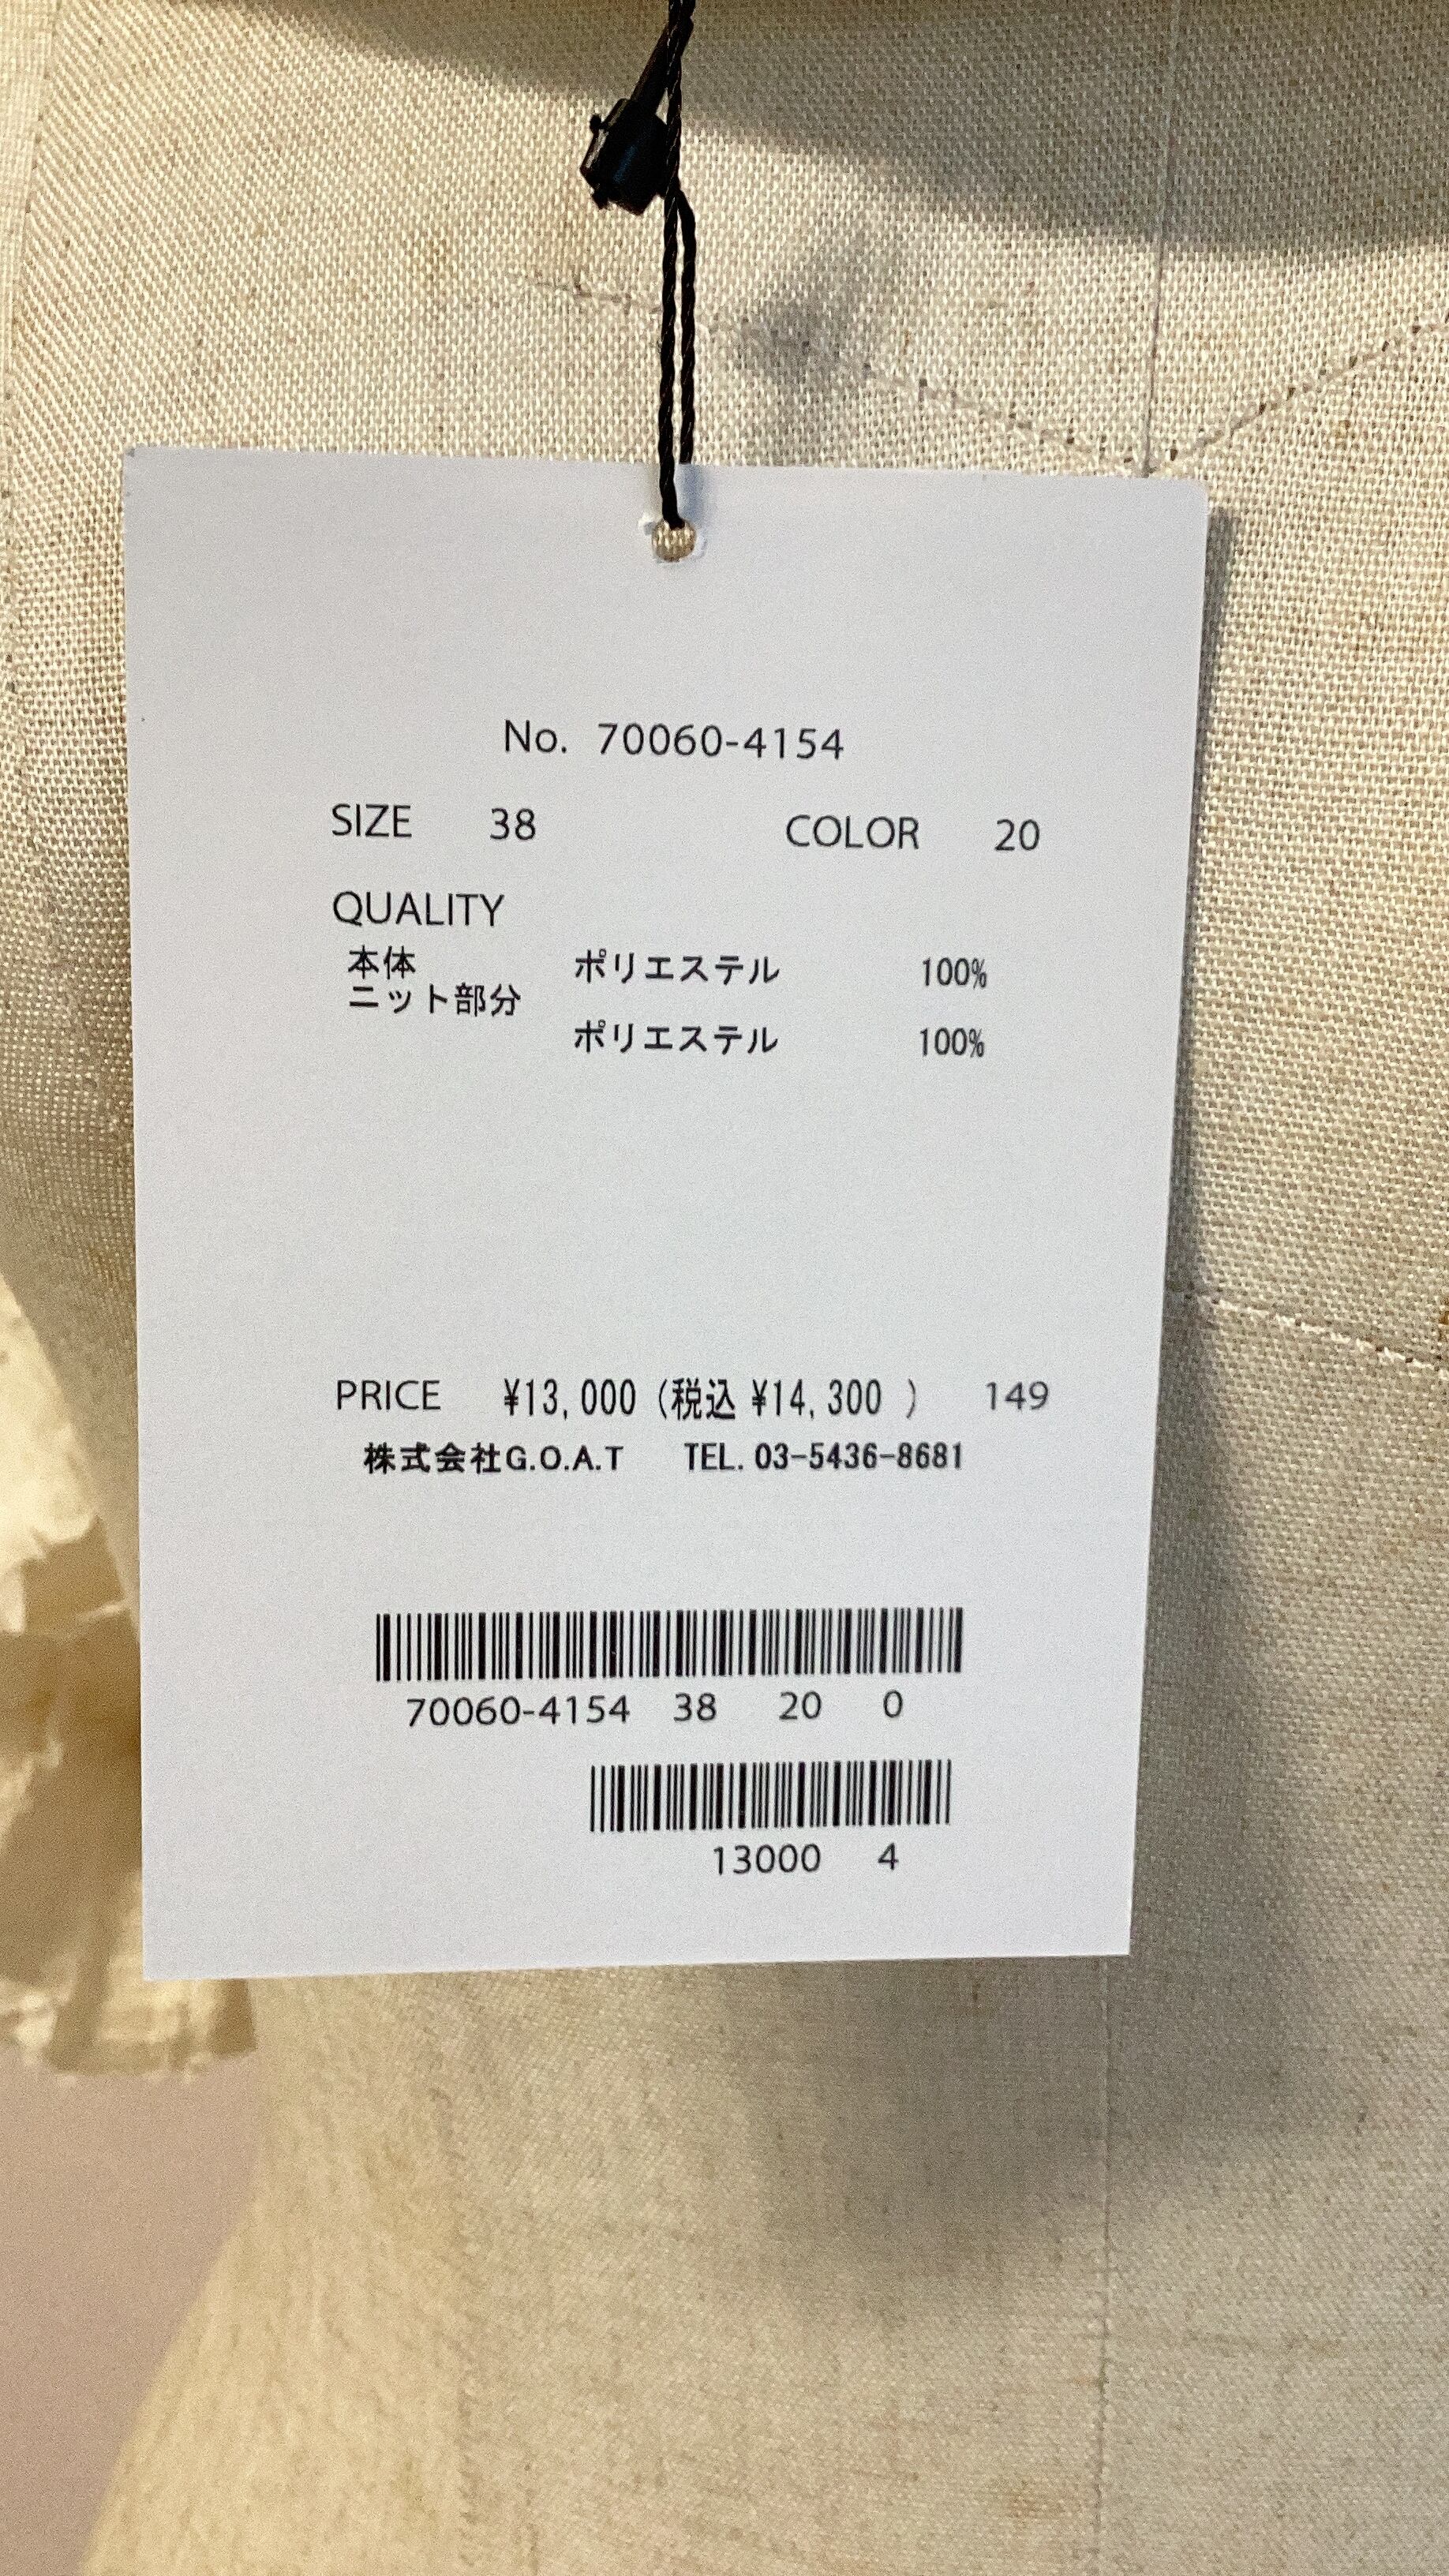 No. 70060-4154
SIZE 38 COLOR 20
QUALITY
本体 ポリエステル 100%
ニット部分
ポリエステル 100%
PRICE ¥13,000 (税込 ¥14,300 ) 149
株式会社G.O.A.T TEL. 03-5436-8681
70060-4154 38 20 0
13000 4